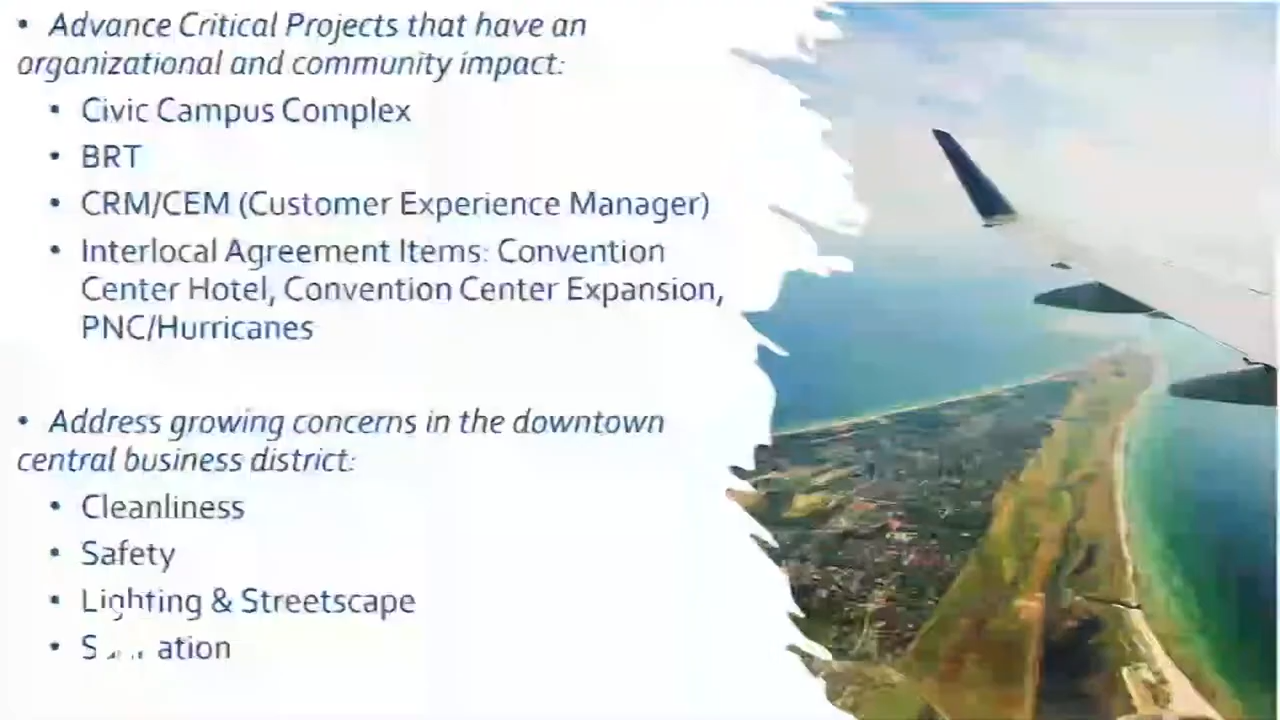 • Advance Critical Projects that have an
organizational and community impact:
• Civic Campus Complex
• BRT
• CRM/CEM (Customer Experience Manager)
• Interlocal Agreement Items: Convention
Center Hotel, Convention Center Expansion,
PNC/Hurricanes
• Address growing concerns in the downtown
central business district:
• Cleanliness
• Safety
• Lighting & Streetscape